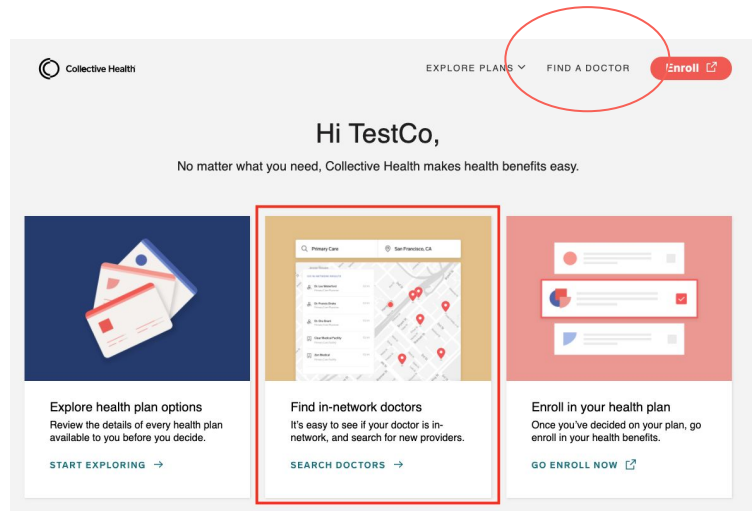 Collective Health
EXPLORE PLANS
FIND A DOCTOR
Enroll
Hi TestCo,
No matter what you need, Collective Health makes health benefits easy.
Primary Care
San Francisco, CA
Explore health plan options
Review the details of every health plan
available to you before you decide.
START EXPLORING →
Find in-network doctors
It's easy to see if your doctor is in-
network, and search for new providers.
SEARCH DOCTORS →
Enroll in your health plan
Once you've decided on your plan, go
enroll in your health benefits.
GO ENROLL NOW